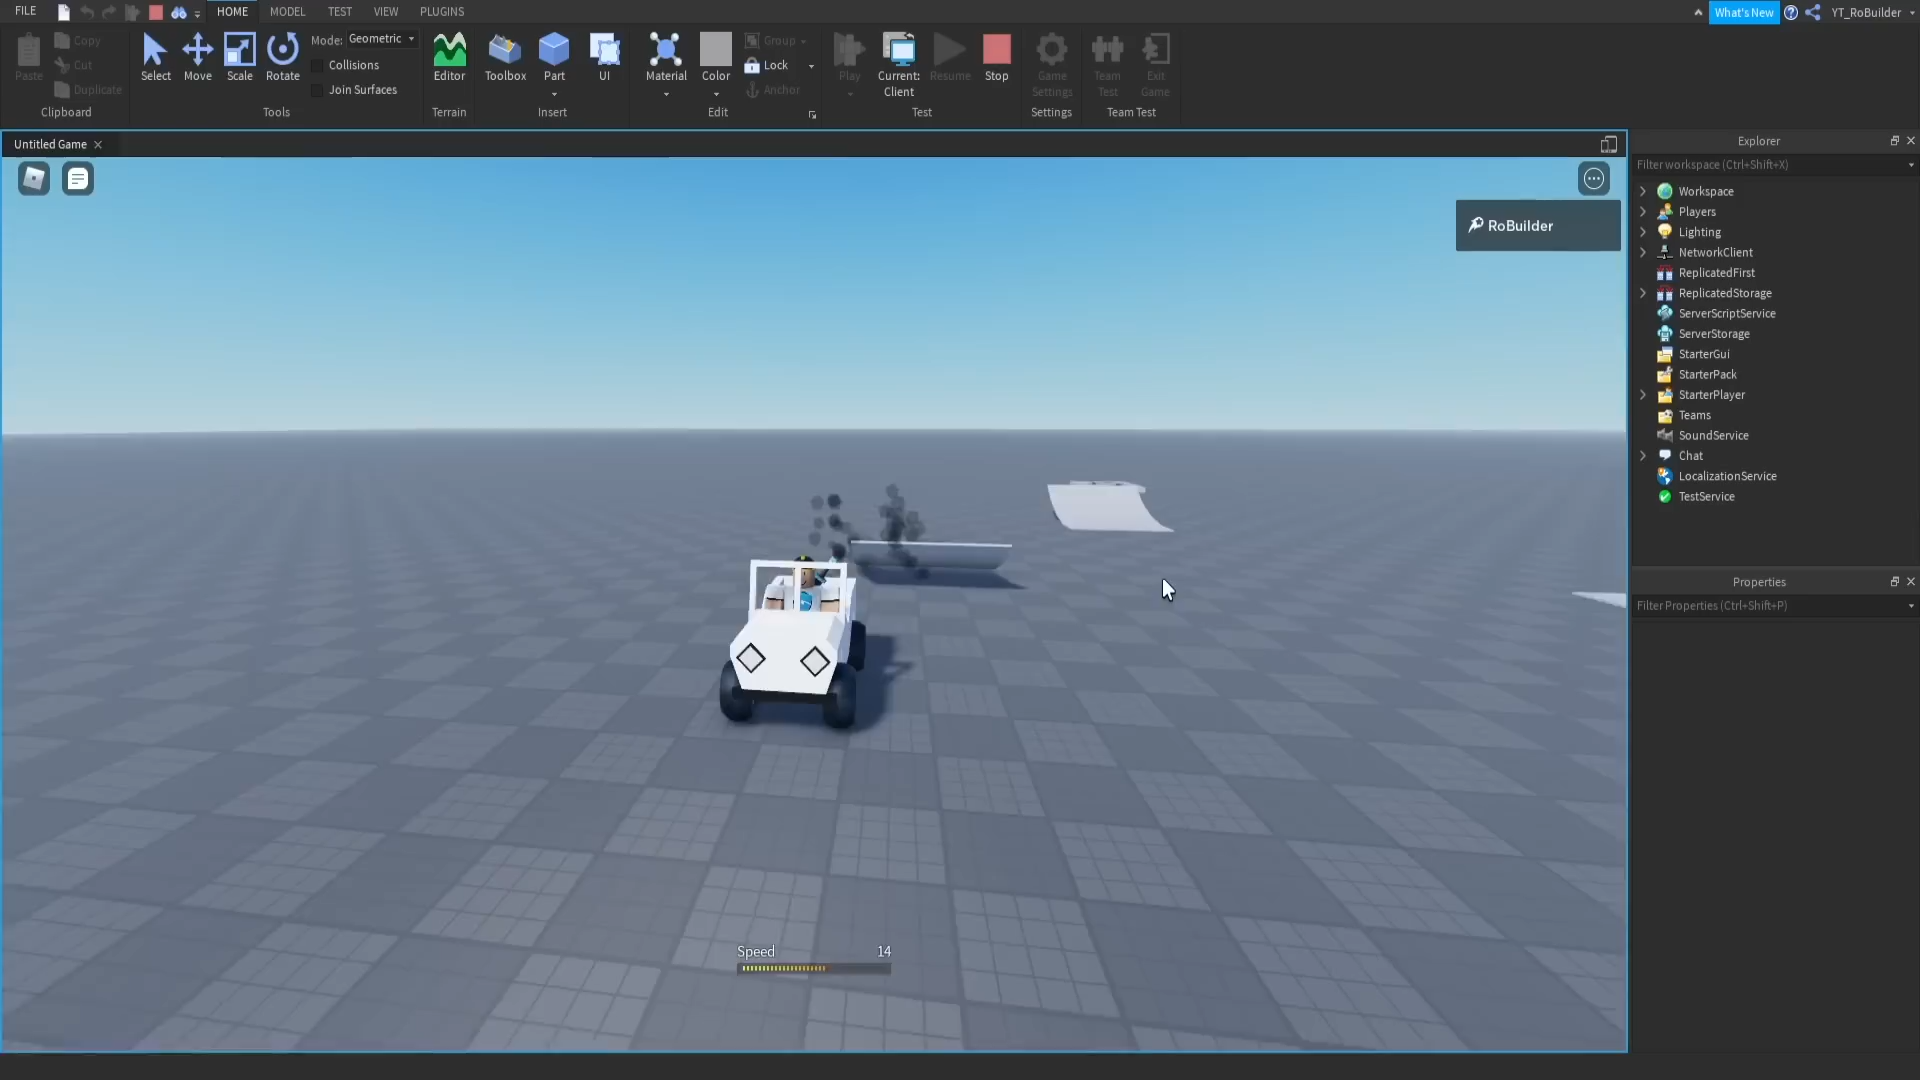 FILE
HOME
MODEL
TEST
VIEW
PLUGINS
What's New
YT_RoBuilder
Paste
Copy
Cut
Duplicate
Clipboard
Select
Move
Scale
Rotate
Mode: Geometric
Collisions
Join Surfaces
Tools
Editor
Terrain
Toolbox
Part
UI
Insert
Material
Color
Group
Lock
Anchor
Edit
Play
Current:
Client
Resume
Stop
Test
Game
Settings
Settings
Team
Test
Exit
Game
Team Test
Untitled Game
RoBuilder
Speed 14
Explorer
Filter workspace (Ctrl+Shift+X)
Workspace
Players
Lighting
NetworkClient
ReplicatedFirst
ReplicatedStorage
ServerScriptService
ServerStorage
StarterGui
StarterPack
StarterPlayer
Teams
SoundService
Chat
LocalizationService
TestService
Properties
Filter Properties (Ctrl+Shift+P)